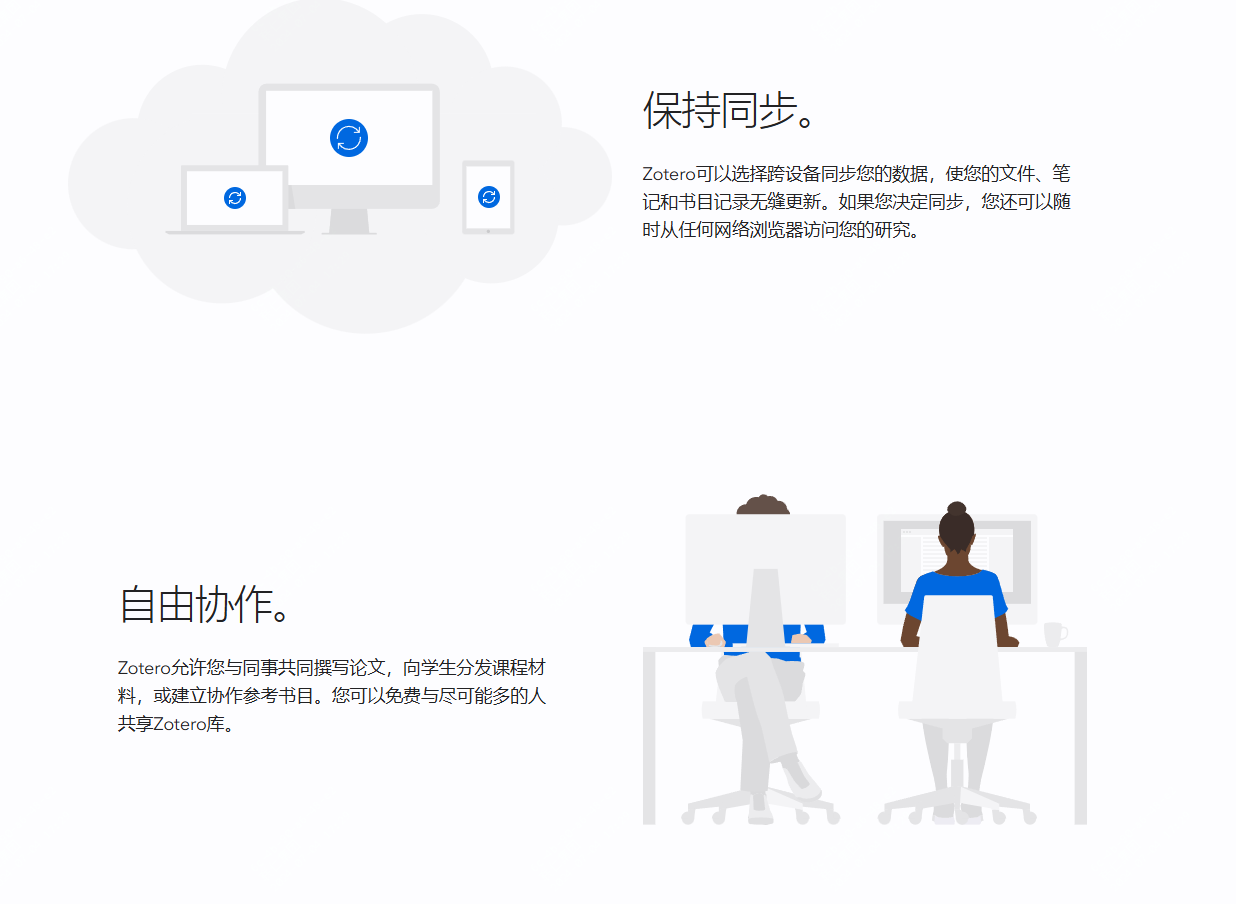 保持同步。
Zotero可以选择跨设备同步您的数据，使您的文件、笔
记和书目记录无缝更新。如果您决定同步，您还可以随
时从任何网络浏览器访问您的研究。
自由协作。
Zotero允许您与同事共同撰写论文，向学生分发课程材
料，或建立协作参考书目。您可以免费与尽可能多的人
共享Zotero库。